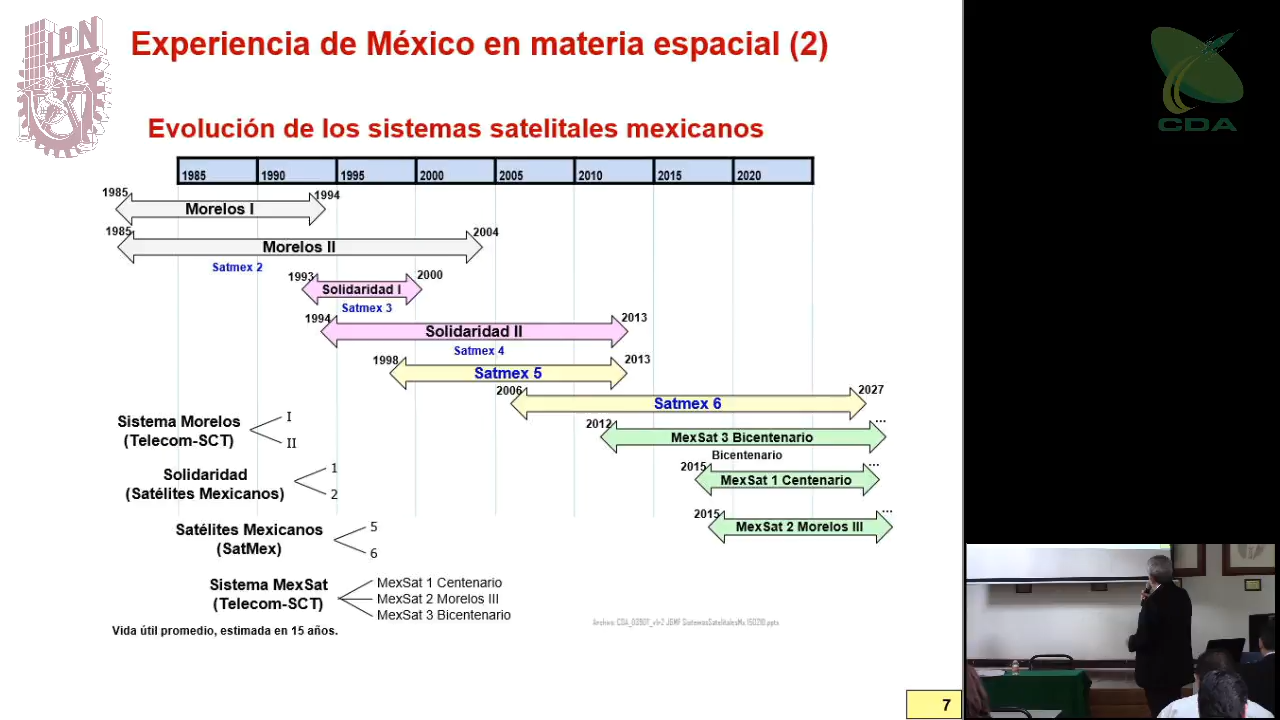 IPN
Experiencia de México en materia espacial (2)
CDA
Evolución de los sistemas satelitales mexicanos
1985 1990 1995 2000 2005 2010 2015 2020
1985 Morelos I 1994
1985 Morelos II 2004
Satmex 2
1993 Solidaridad I 2000
Satmex 3
1994 Solidaridad II 2013
Satmex 4
1998 Satmex 5 2013
2006 Satmex 6 2027
2012 MexSat 3 Bicentenario ...
Bicentenario
2015 MexSat 1 Centenario ...
2015 MexSat 2 Morelos III ...
Sistema Morelos
(Telecom-SCT)
I
II
Solidaridad
(Satélites Mexicanos)
1
2
Satélites Mexicanos
(SatMex)
5
6
Sistema MexSat
(Telecom-SCT)
MexSat 1 Centenario
MexSat 2 Morelos III
MexSat 3 Bicentenario
Vida útil promedio, estimada en 15 años.
7